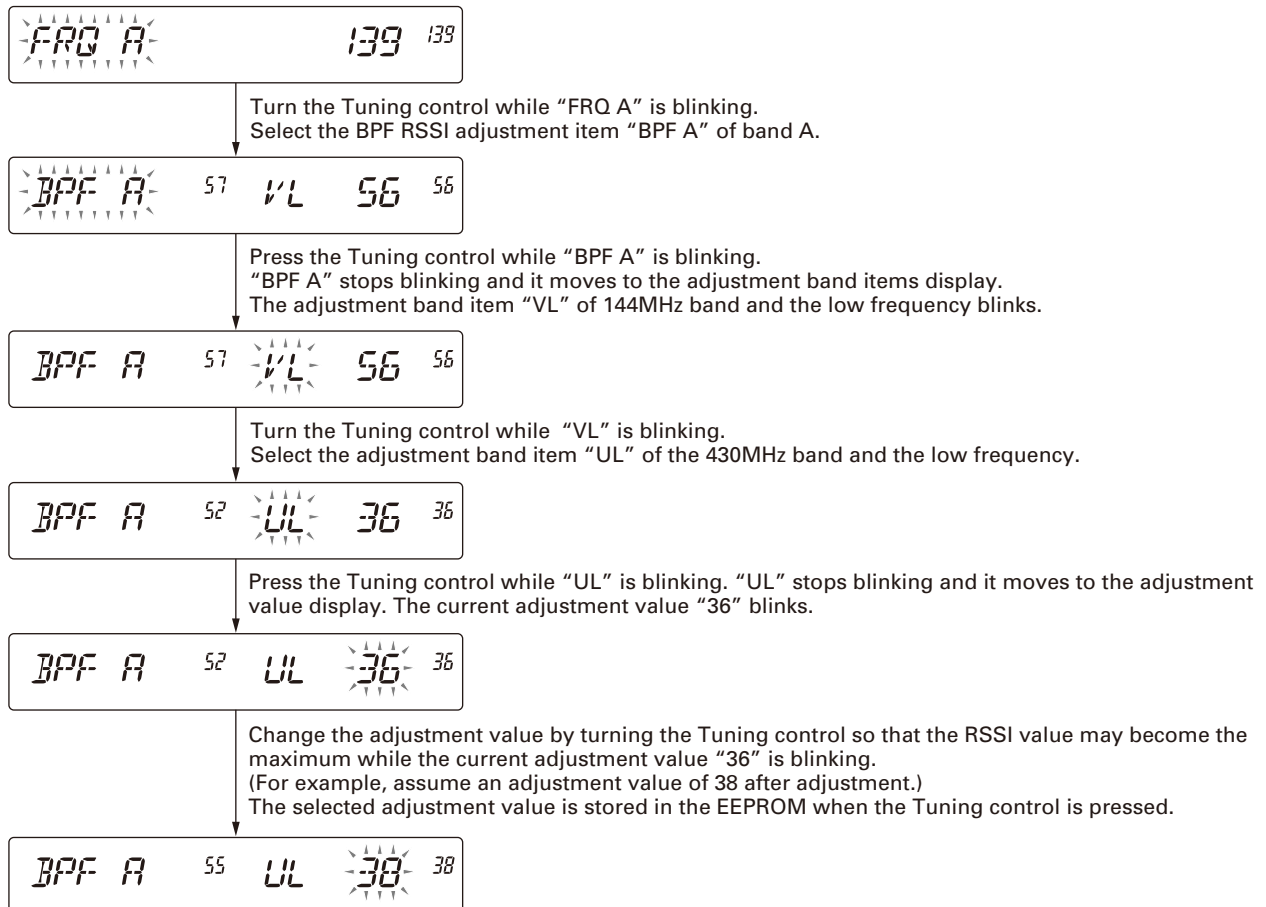 FRQ A 139 139
Turn the Tuning control while “FRQ A” is blinking.
Select the BPF RSSI adjustment item “BPF A” of band A.
BPF A 57 VL 56 56
Press the Tuning control while “BPF A” is blinking.
“BPF A” stops blinking and it moves to the adjustment band items display.
The adjustment band item “VL” of 144MHz band and the low frequency blinks.
BPF A 57 VL 56 56
Turn the Tuning control while “VL” is blinking.
Select the adjustment band item “UL” of the 430MHz band and the low frequency.
BPF A 52 UL 36 36
Press the Tuning control while “UL” is blinking. “UL” stops blinking and it moves to the adjustment
value display. The current adjustment value “36” blinks.
BPF A 52 UL 36 36
Change the adjustment value by turning the Tuning control so that the RSSI value may become the
maximum while the current adjustment value “36” is blinking.
(For example, assume an adjustment value of 38 after adjustment.)
The selected adjustment value is stored in the EEPROM when the Tuning control is pressed.
BPF A 55 UL 38 38